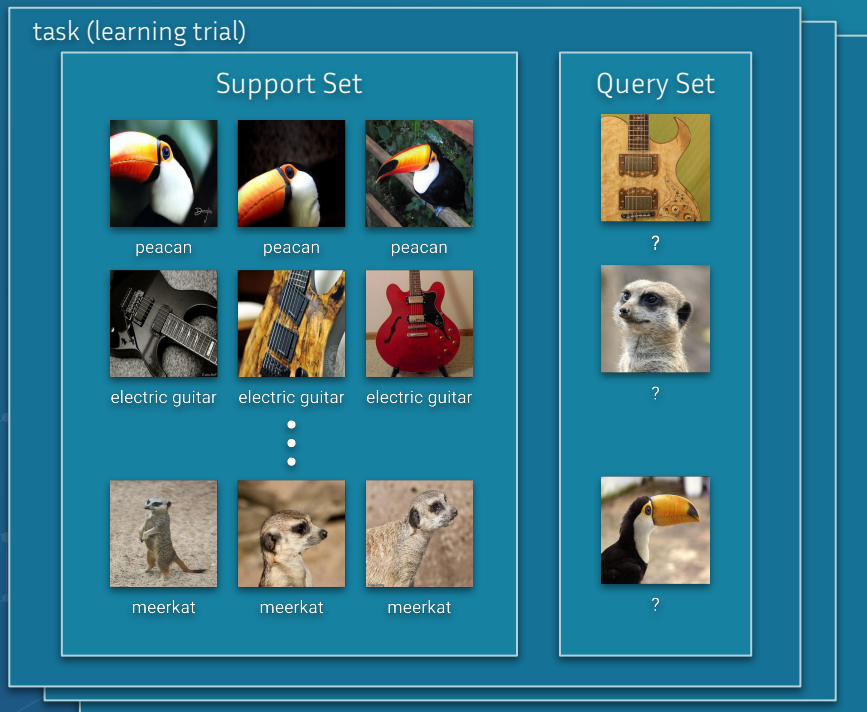 task (learning trial)
Support Set
peacan peacan peacan
electric guitar electric guitar electric guitar
meerkat meerkat meerkat
Query Set
?
?
?